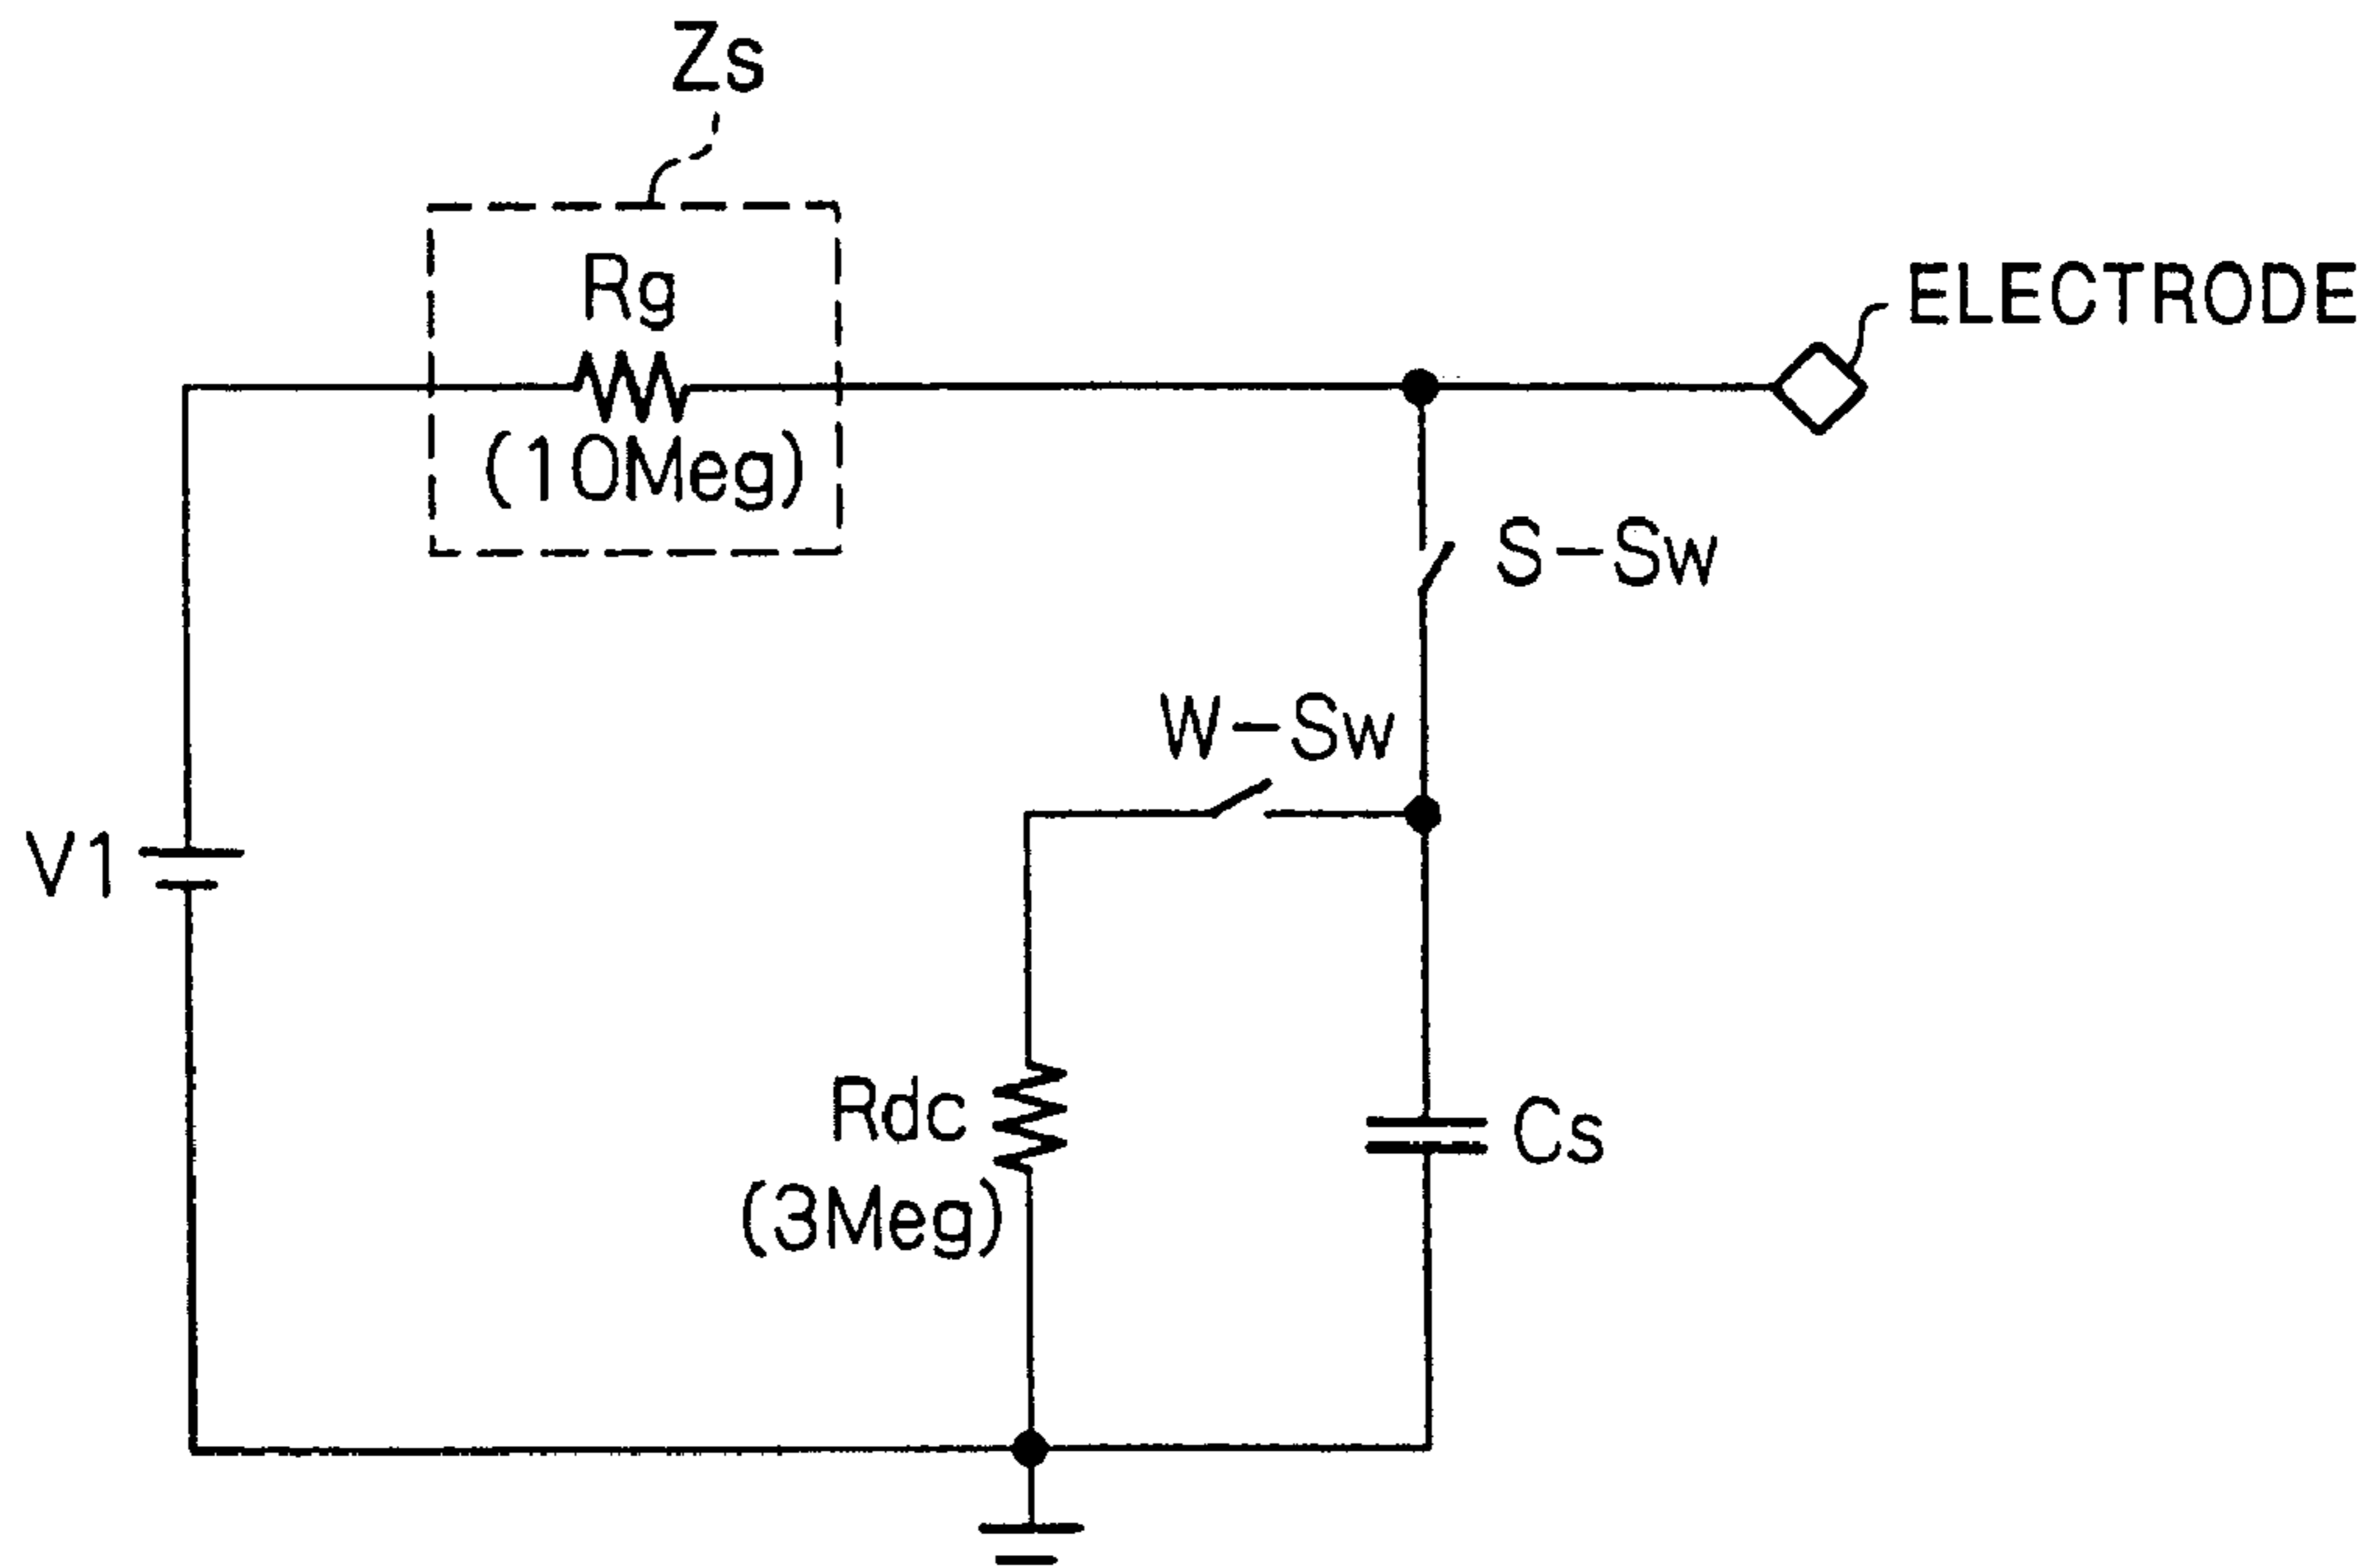 Zs
Rg
(10Meg)
ELECTRODE
S-Sw
W-Sw
V1
Rdc
(3Meg)
Cs